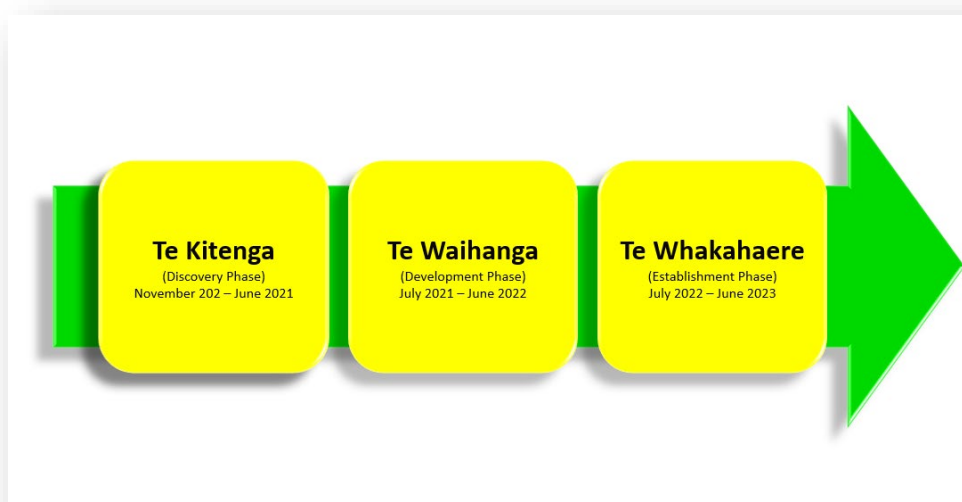 Te Kitenga
(Discovery Phase)
November 202 – June 2021
Te Waihanga
(Development Phase)
July 2021 – June 2022
Te Whakahaere
(Establishment Phase)
July 2022 – June 2023